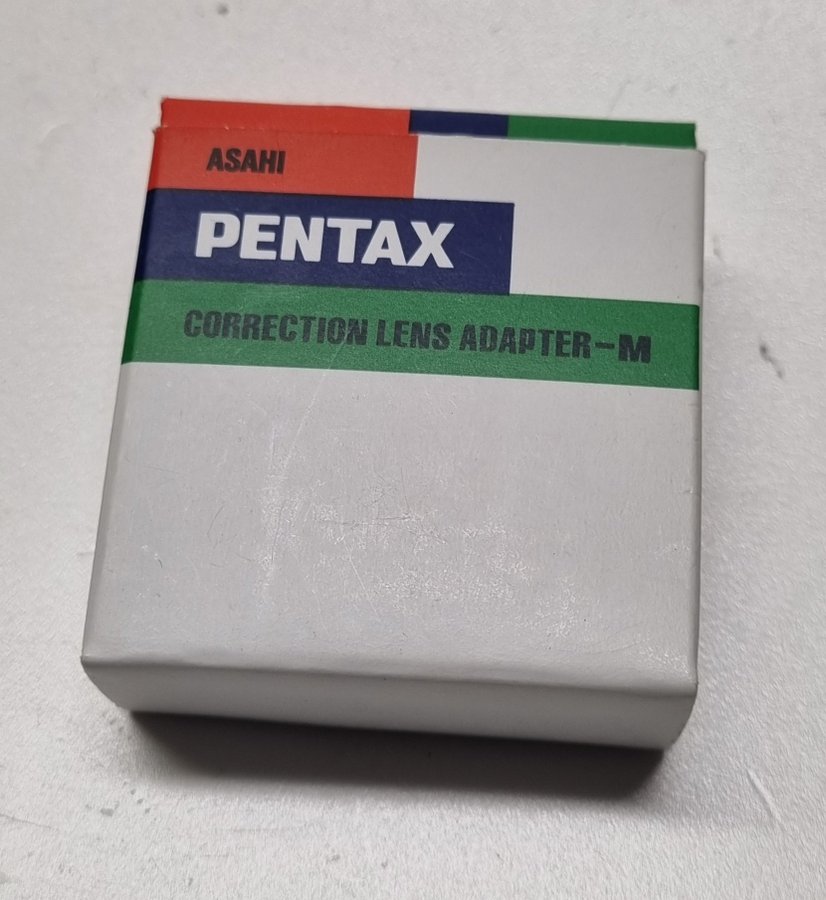 ASAHI
PENTAX
CORRECTION LENS ADAPTER-M